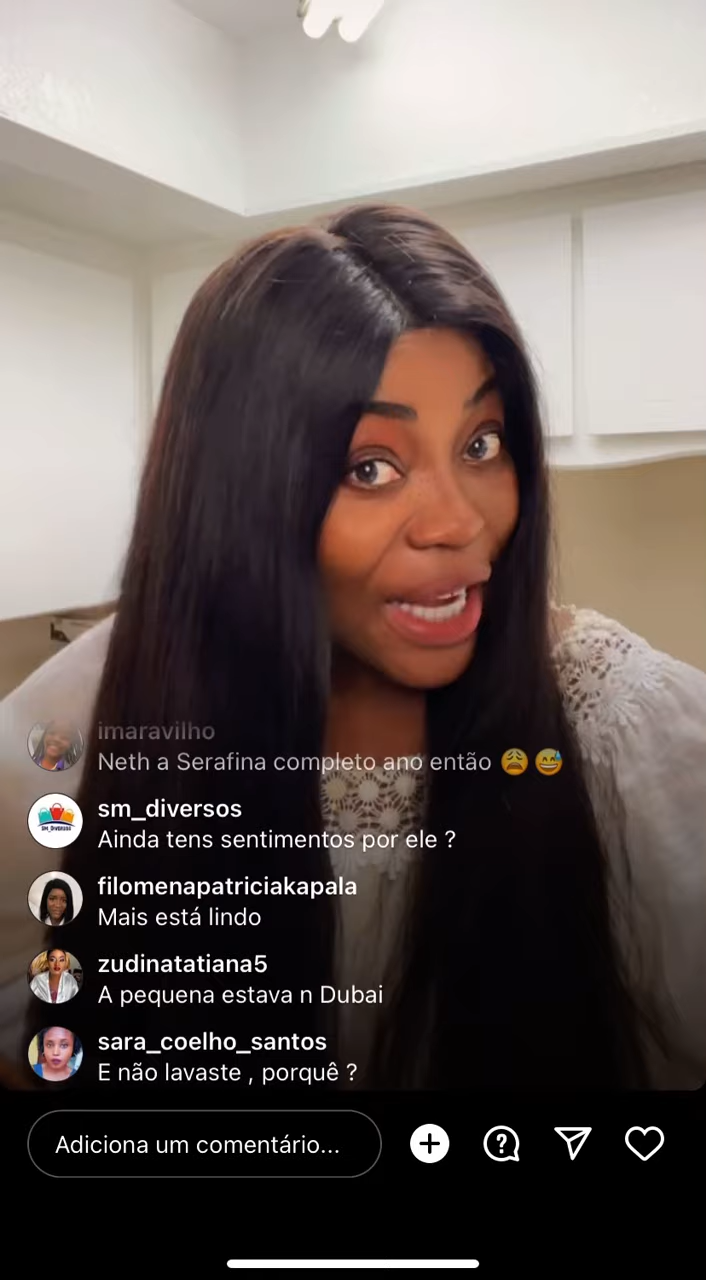 imaravilho
Neth a Serafina completo ano então 😩 😅
sm_diversos
Ainda tens sentimentos por ele ?
filomenapatriciakapala
Mais está lindo
zudinatatiana5
A pequena estava n Dubai
sara_coelho_santos
E não lavaste , porquê ?
Adiciona um comentário...